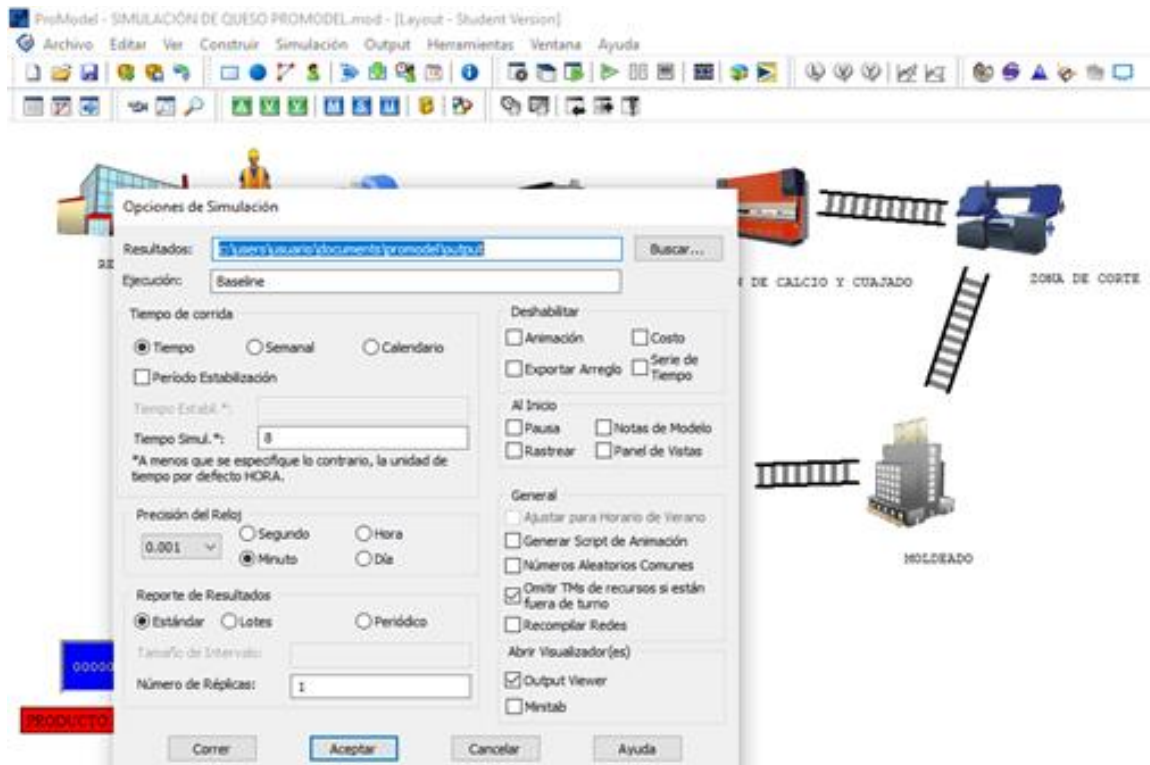 ProModel - SIMULACIÓN DE QUESO PROMODEL.mod - [Layout - Student Version]
Archivo Editar Ver Construir Simulación Output Herramientas Ventana Ayuda
Opciones de Simulación
Resultados: c:\users\usuario\documents\promodel\output Buscar...
Ejecución: Baseline
Tiempo de corrida
Tiempo Semanal Calendario
Período Estabilización
Tiempo Establ.*:
Tiempo Simul.*: 8
*A menos que se especifique lo contrario, la unidad de
tiempo por defecto HORA.
Precisión del Reloj
0.001 Segundo Hora
Minuto Día
Reporte de Resultados
Estándar Lotes Periódico
Tamaño de Intervalo:
Número de Réplicas: 1
Deshabilitar
Animación Costo
Exportar Arreglo Serie de
Tiempo
Al Inicio
Pausa Notas de Modelo
Rastrear Panel de Vistas
General
Ajustar para Horario de Verano
Generar Script de Animación
Números Aleatorios Comunes
Omitir TMs de recursos si están
fuera de turno
Recompilar Redes
Abrir Visualizador(es)
Output Viewer
Minitab
Correr Aceptar Cancelar Ayuda
DE CALCIO Y CUAJADO
ZONA DE CORTE
MOLDEADO
00000
PRODUCTO